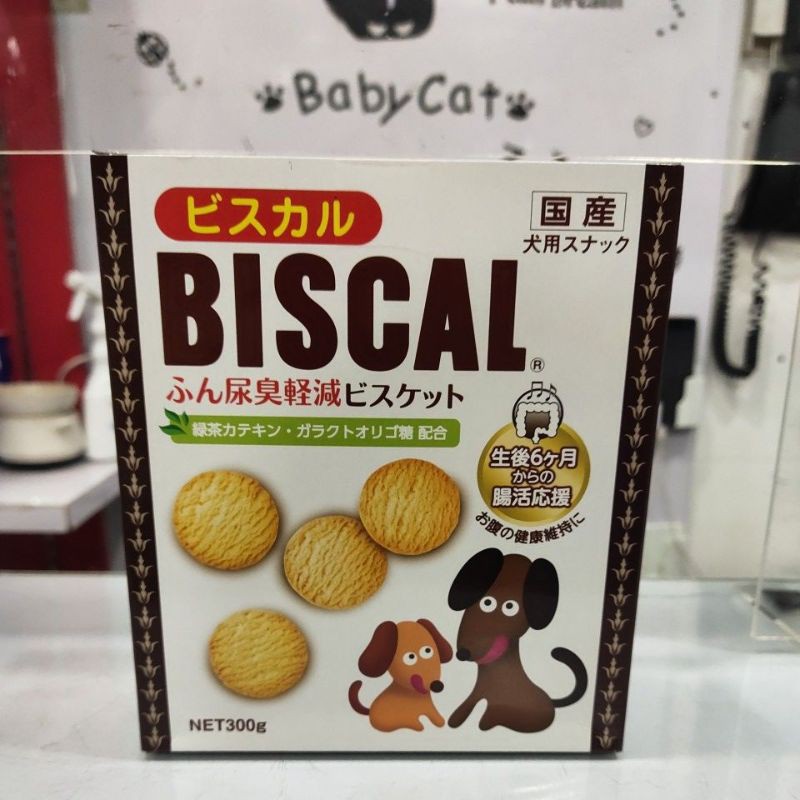 Baby Cat
ビスカル
国産
犬用スナック
BISCAL®
ふん尿臭軽減ビスケット
緑茶カテキン・ガラクトオリゴ糖 配合
生後6ヶ月
からの
腸活応援
お腹の健康維持に
NET300g